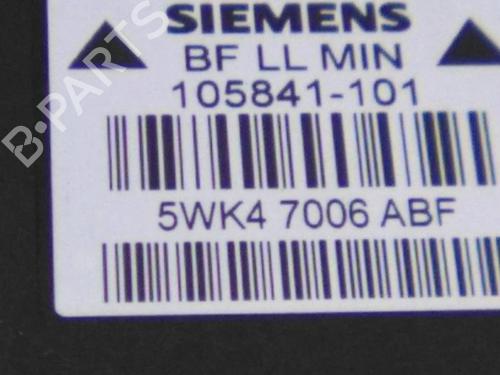 SIEMENS
BF LL MIN
105841-101
5WK4 7006 ABF
B-PARTS